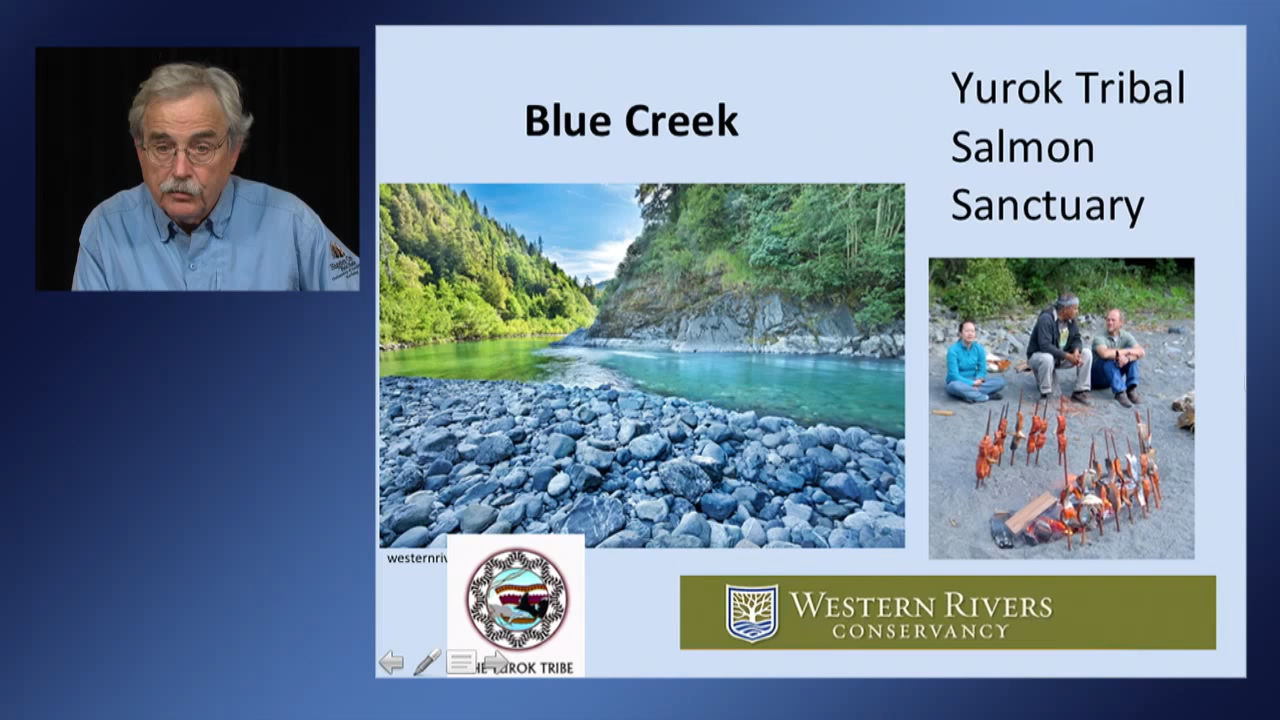 Blue Creek
Yurok Tribal
Salmon
Sanctuary
westernriv
THE YUROK TRIBE
WESTERN RIVERS
CONSERVANCY